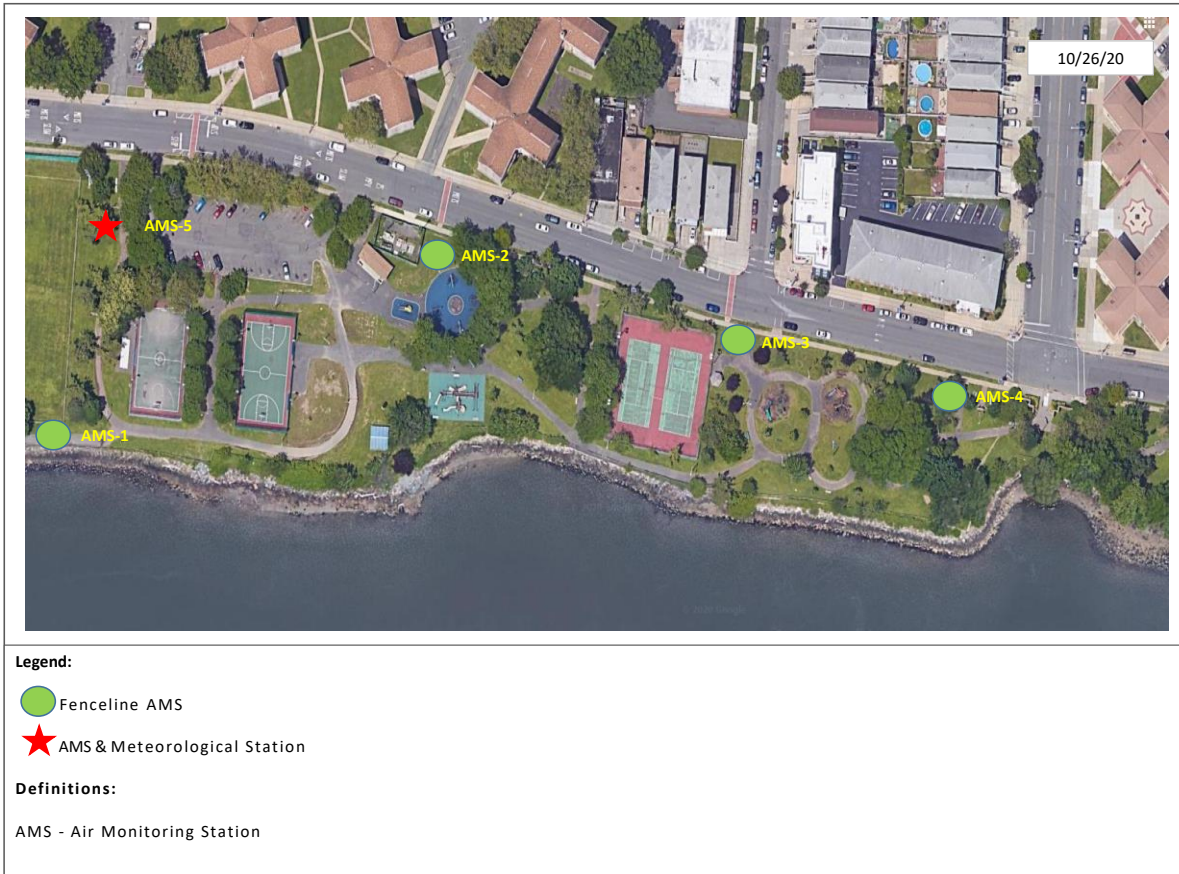 10/26/20
AMS-5
AMS-2
AMS-3
AMS-4
AMS-1
Legend:
Fenceline AMS
AMS & Meteorological Station
Definitions:
AMS - Air Monitoring Station